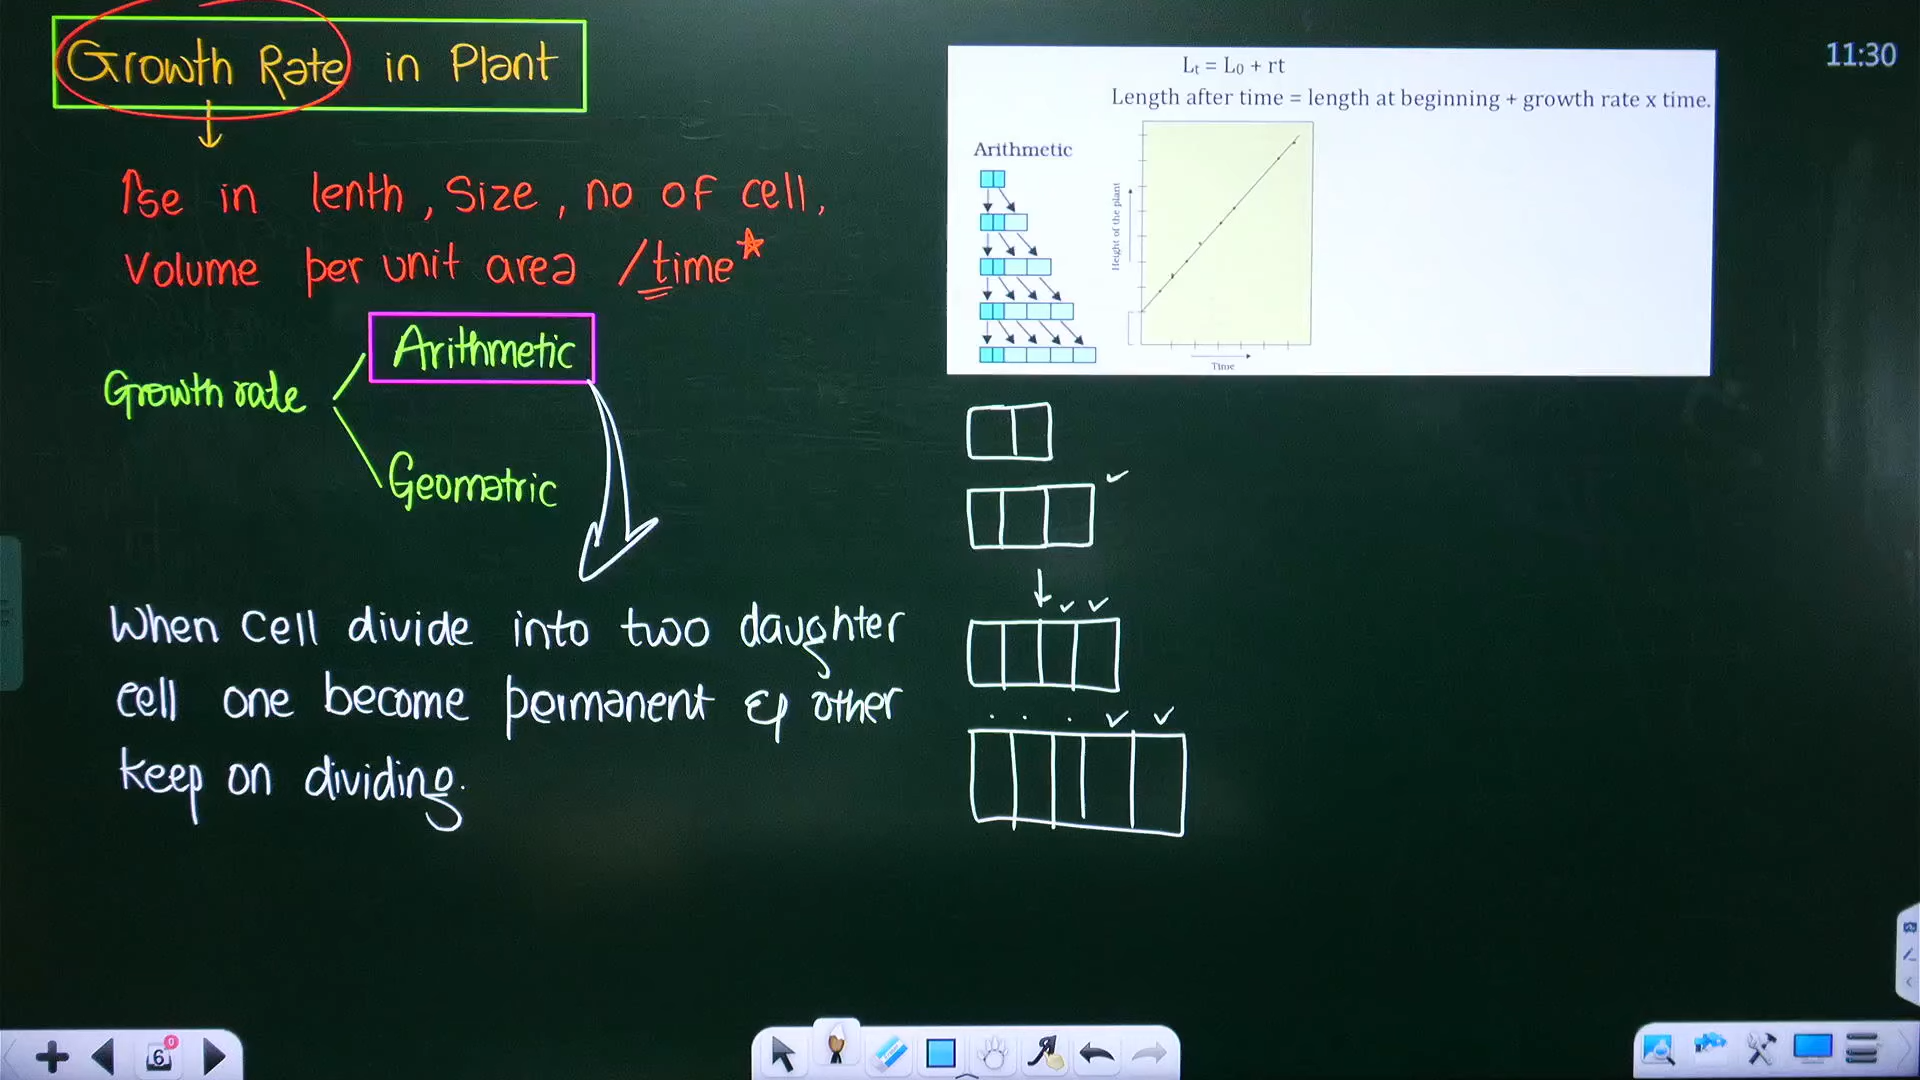 Growth Rate in Plant
↑se in lenth, Size, no of cell,
Volume per unit area /time*
Growth rate
Arithmetic
Geomatric
When Cell divide into two daughter
cell one become permanent & other
keep on dividing.
Lₜ = L₀ + rt
Length after time = length at beginning + growth rate x time.
Arithmetic
Height of the plant
Time
11:30
6
0